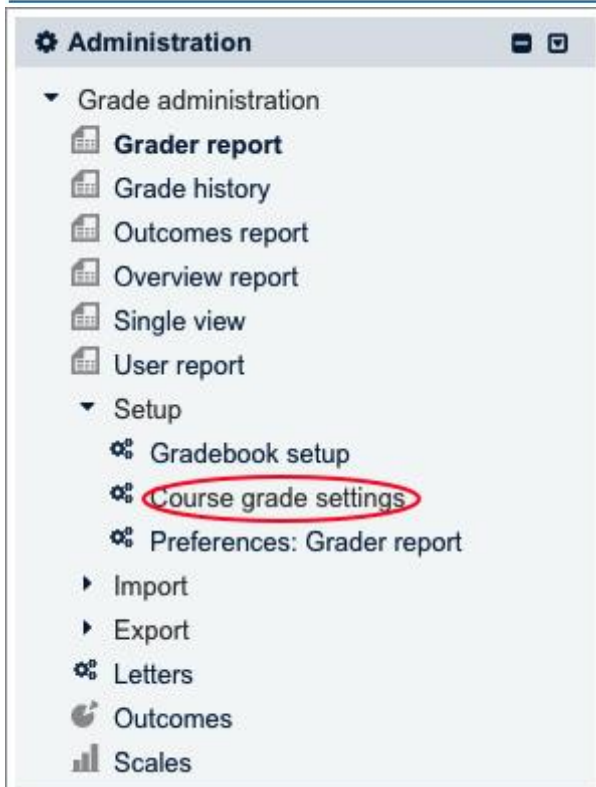 Administration
Grade administration
Grader report
Grade history
Outcomes report
Overview report
Single view
User report
Setup
Gradebook setup
Course grade settings
Preferences: Grader report
Import
Export
Letters
Outcomes
Scales